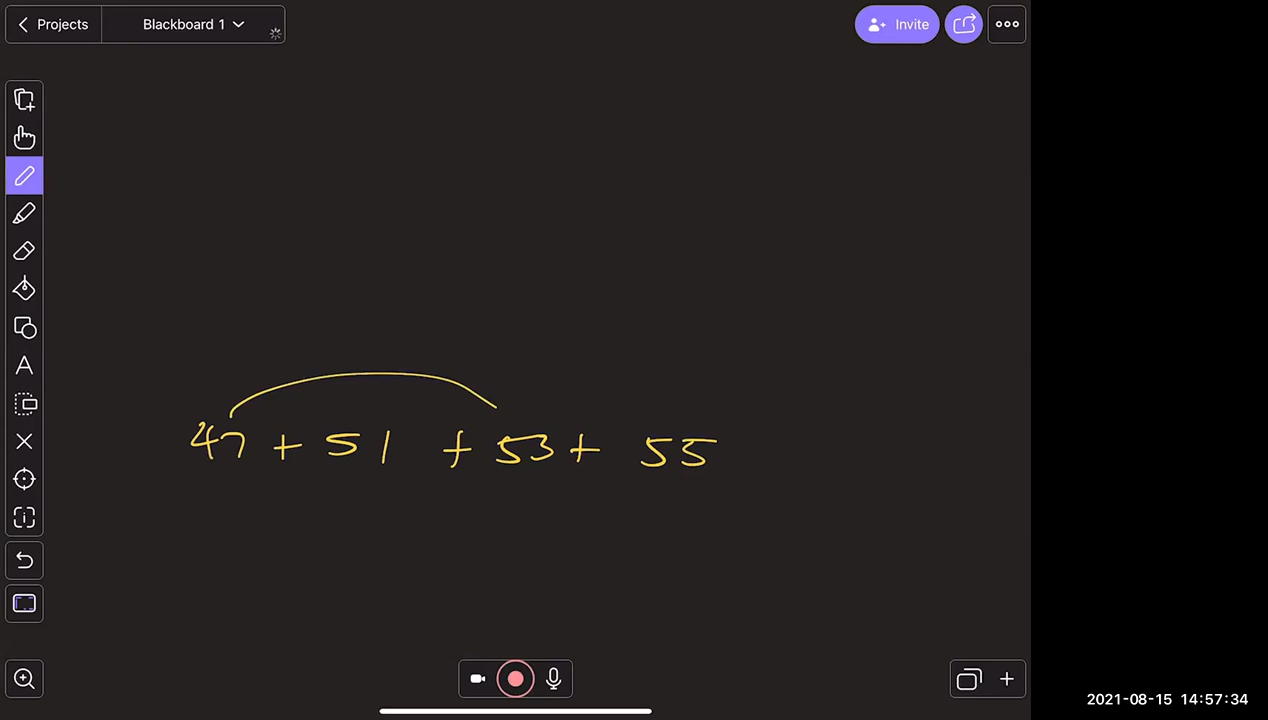 Projects
Blackboard 1
Invite
A
47 + 51 + 53 + 55
2021-08-15 14:57:34